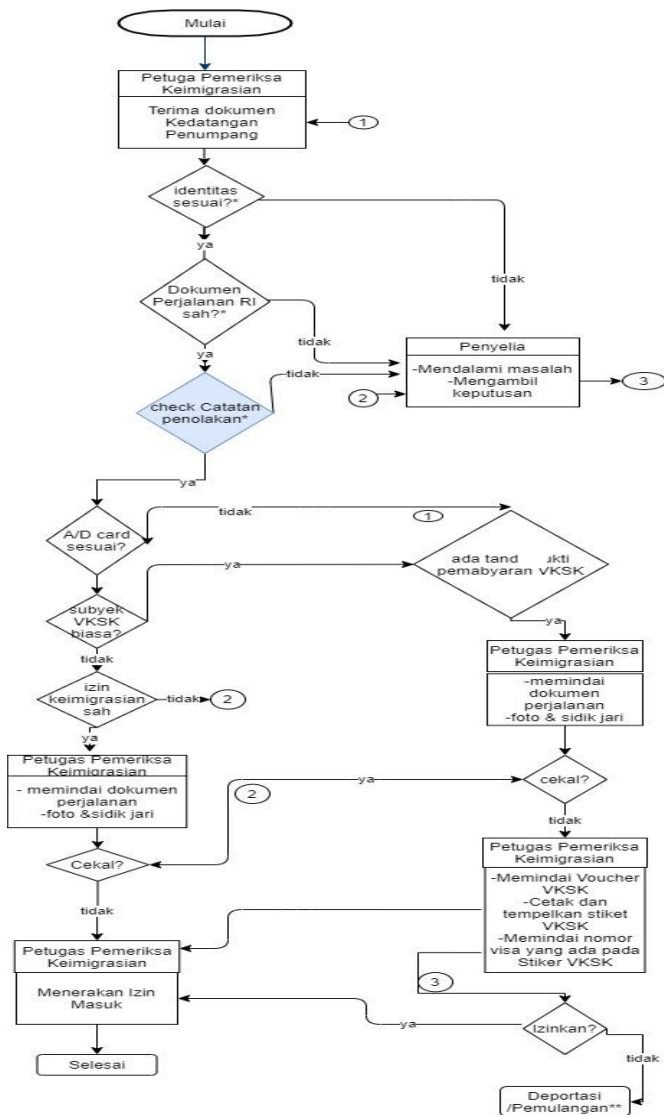 Mulai
Petuga Pemeriksa
Keimigrasian
Terima dokumen
Kedatangan
Penumpang
1
identitas
sesuai?*
ya
tidak
Dokumen
Perjalanan RI
sah?*
tidak
ya
Penyelia
-Mendalami masalah
-Mengambil
keputusan
3
2
tidak
check Catatan
penolakan*
ya
A/D card
sesuai?
tidak
1
ada tand ukti
pemabyaran VKSK
ya
subyek
VKSK
biasa?
ya
tidak
Petugas Pemeriksa
Keimigrasian
-memindai
dokumen
perjalanan
-foto & sidik jari
izin
keimigrasian
sah
tidak
2
ya
Petugas Pemeriksa
Keimigrasian
- memindai dokumen
perjalanan
-foto &sidik jari
2
ya
cekal?
tidak
Cekal?
tidak
Petugas Pemeriksa
Keimigrasian
-Memindai Voucher
VKSK
-Cetak dan
tempelkan stiket
VKSK
-Memindai nomor
visa yang ada pada
Stiker VKSK
Petugas Pemeriksa
Keimigrasian
Menerakan Izin
Masuk
3
Izinkan?
ya
tidak
Selesai
Deportasi
/Pemulangan**